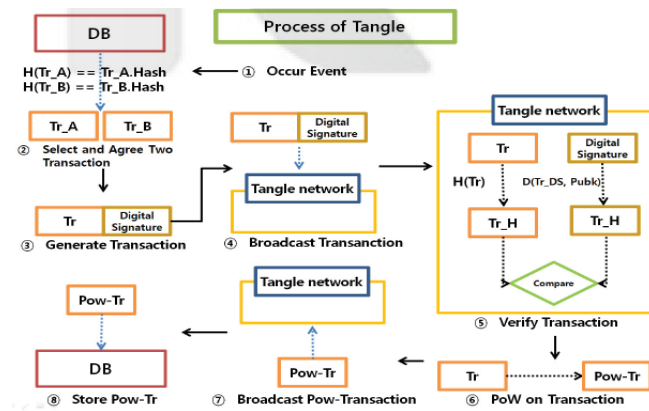 DB
Process of Tangle
H(Tr_A) == Tr_A.Hash
H(Tr_B) == Tr_B.Hash
① Occur Event
Tr_A
Tr_B
② Select and Agree Two
Transaction
Tr
Digital
Signature
③ Generate Transaction
Tr
Digital
Signature
Tangle network
④ Broadcast Transanction
Tangle network
Tr
Digital
Signature
H(Tr)
D(Tr_DS, Pubk)
Tr_H
Tr_H
Compare
⑤ Verify Transaction
Tr
Pow-Tr
⑥ PoW on Transaction
Tangle network
Pow-Tr
⑦ Broadcast Pow-Transaction
Pow-Tr
DB
⑧ Store Pow-Tr